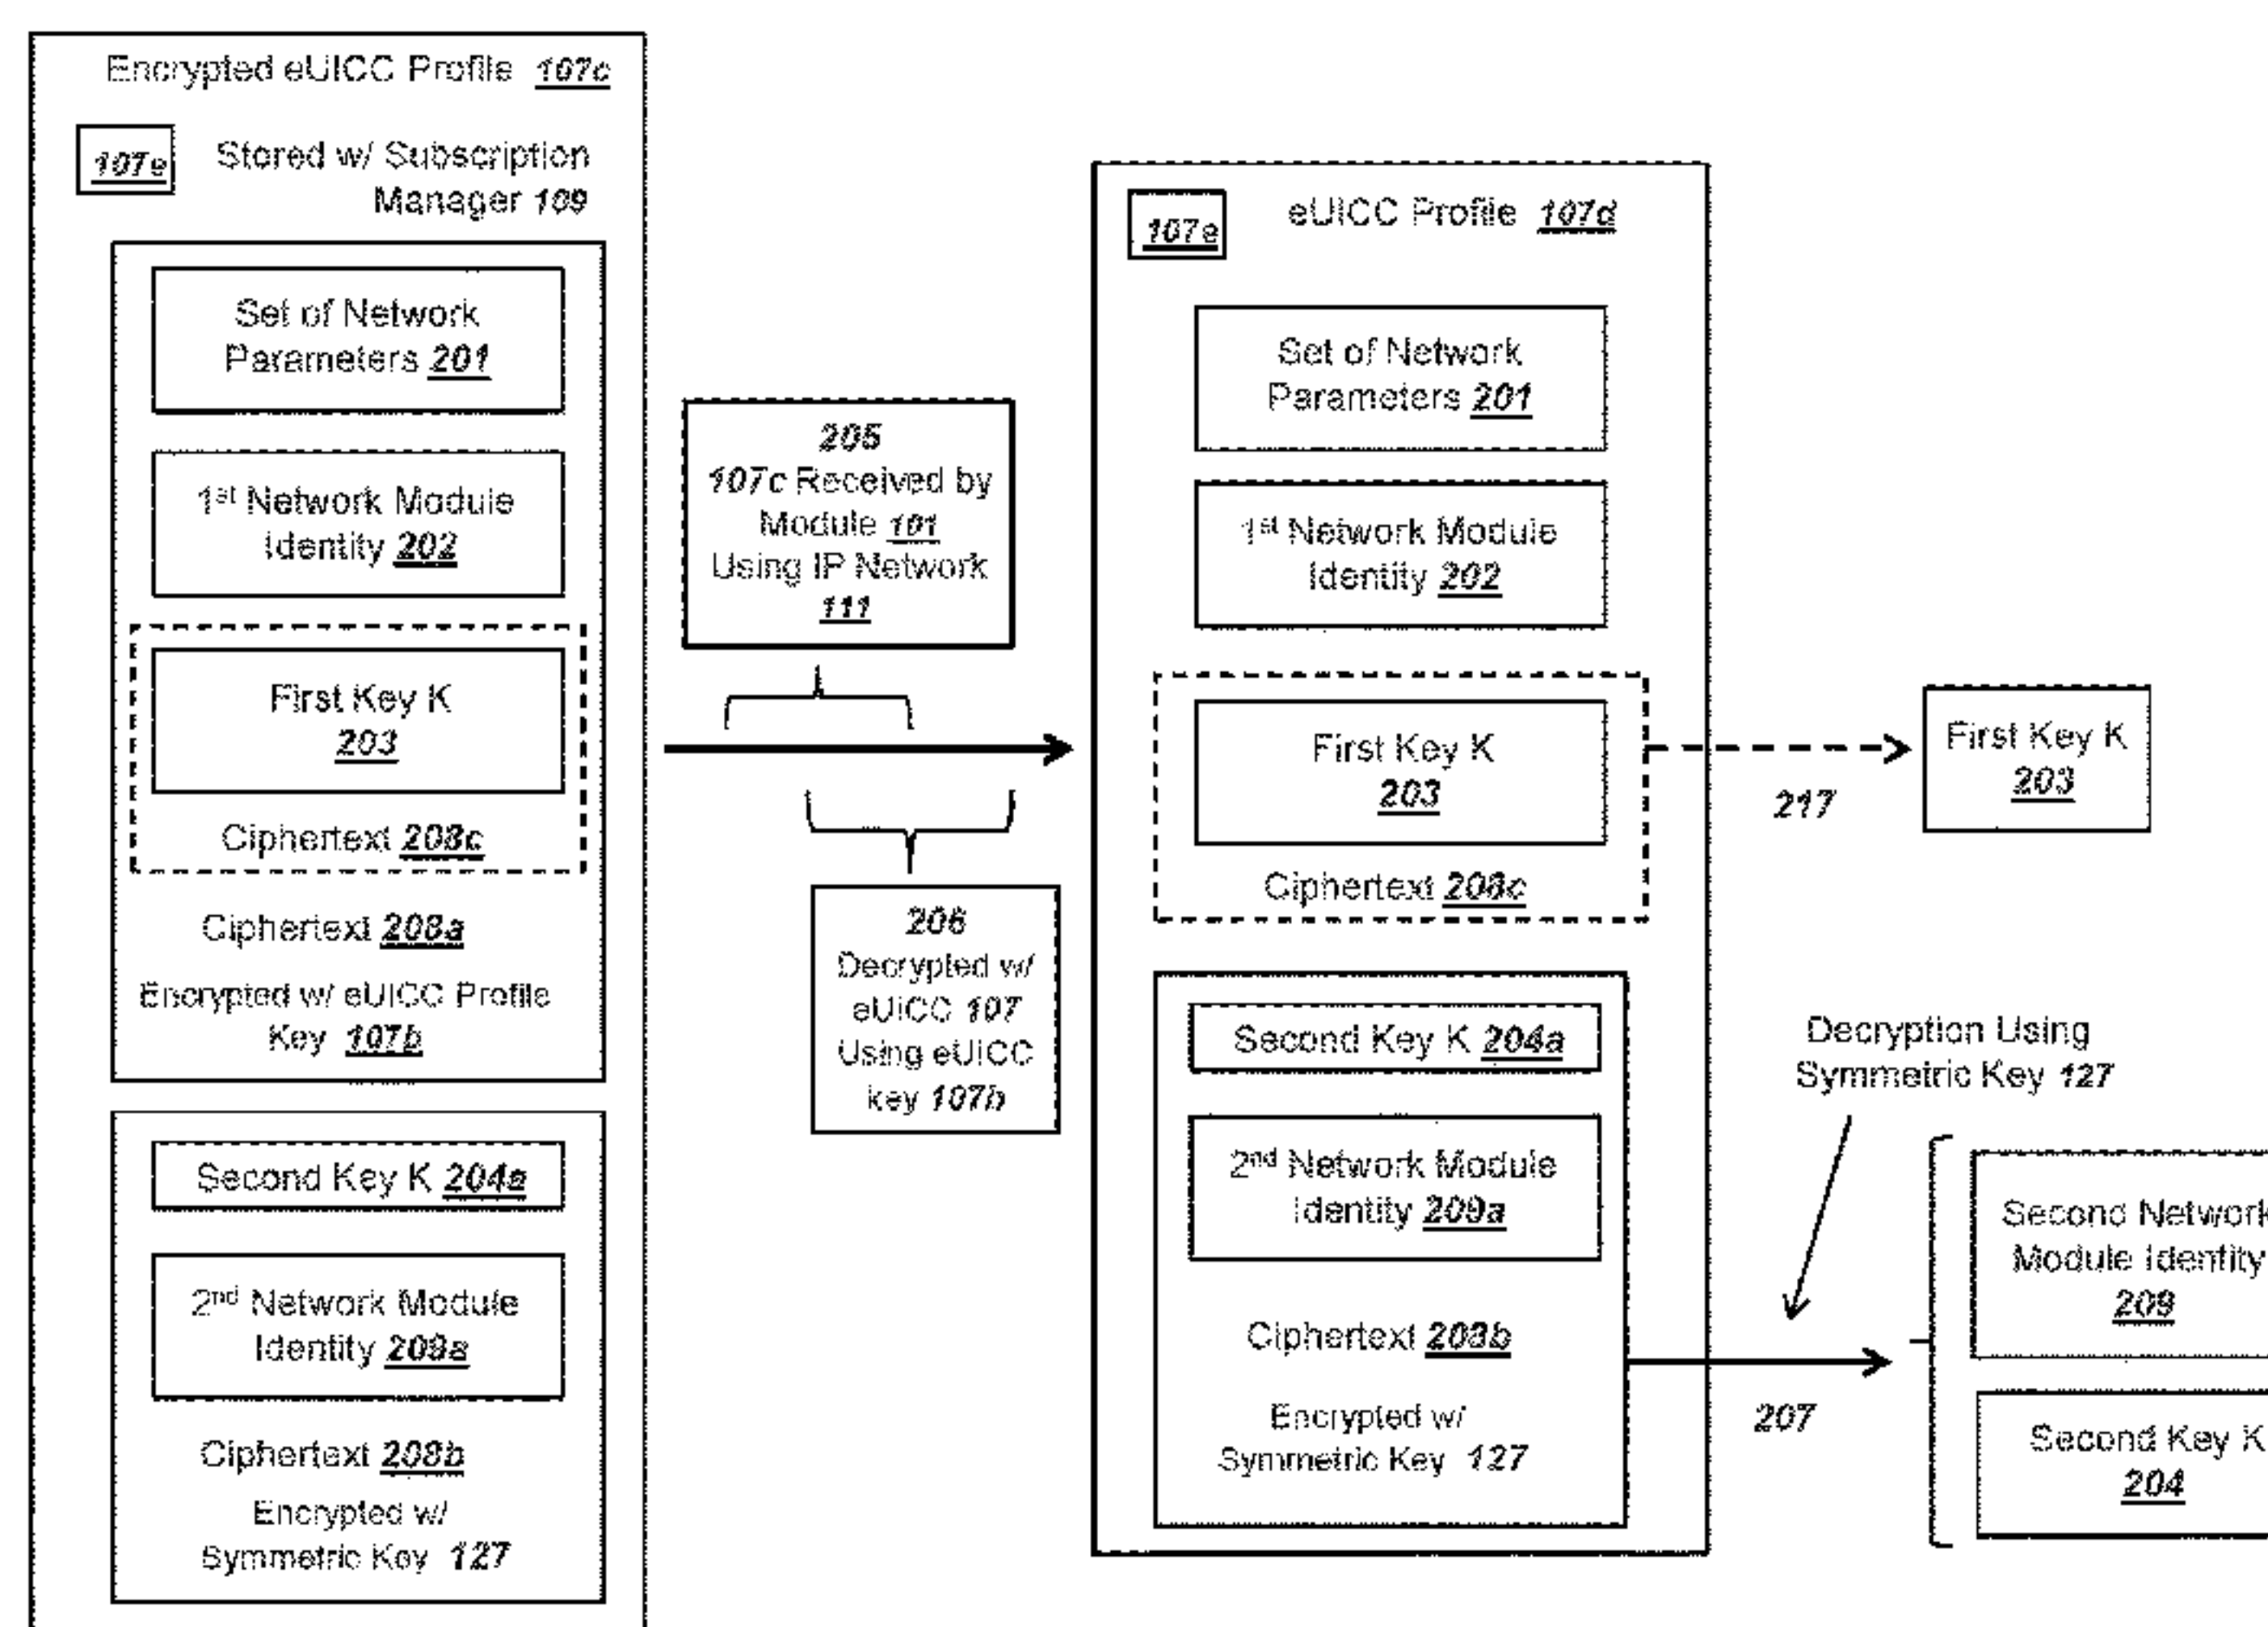 Encrypted eUICC Profile 107c
107e
Stored w/ Subscription
Manager 109
Set of Network
Parameters 201
1st Network Module
Identity 202
First Key K
203
Ciphertext 208c
Ciphertext 208a
Encrypted w/ eUICC Profile
Key 107b
Second Key K 204a
2nd Network Module
Identity 209a
Ciphertext 208b
Encrypted w/
Symmetric Key 127
205
107c Received by
Module 101
Using IP Network
111
206
Decrypted w/
eUICC 107
Using eUICC
key 107b
107e
eUICC Profile 107d
Set of Network
Parameters 201
1st Network Module
Identity 202
First Key K
203
Ciphertext 208c
Second Key K 204a
2nd Network Module
Identity 209a
Ciphertext 208b
Encrypted w/
Symmetric Key 127
217
First Key K
203
Decryption Using
Symmetric Key 127
207
Second Network
Module Identity
209
Second Key K
204